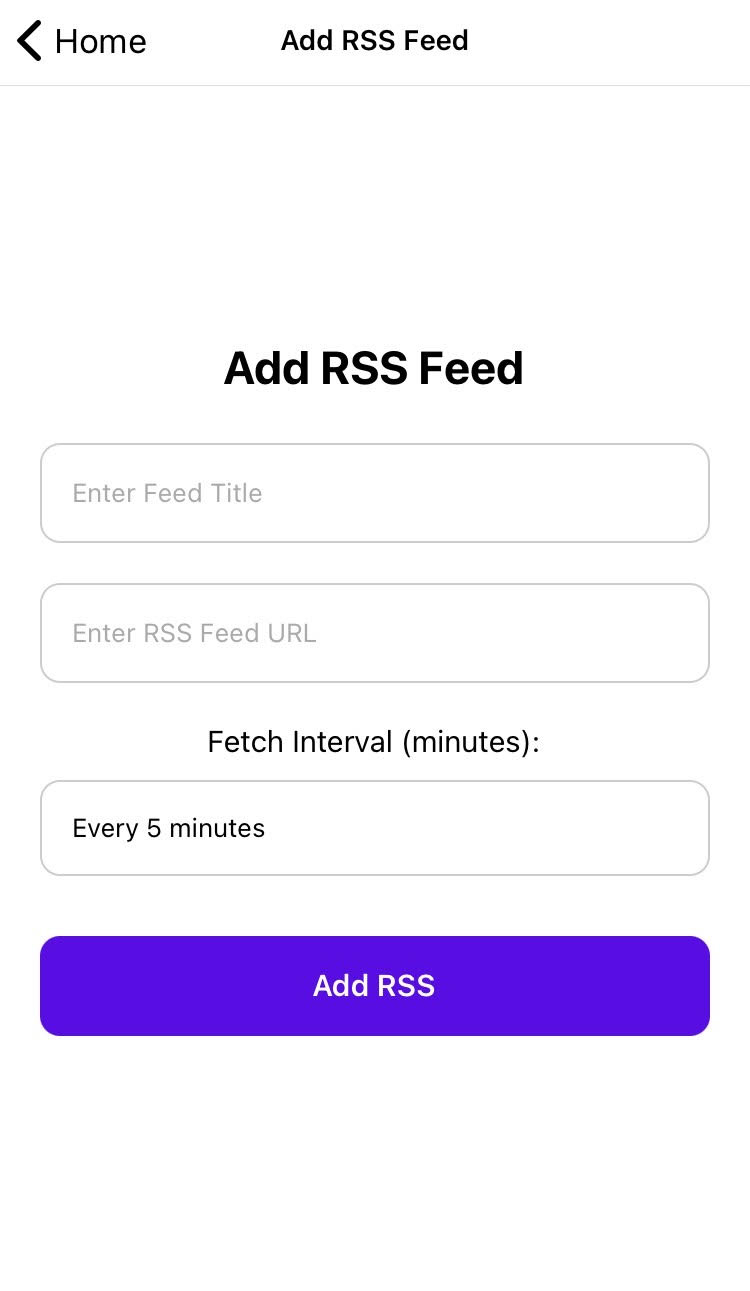 Home
Add RSS Feed
Add RSS Feed
Enter Feed Title
Enter RSS Feed URL
Fetch Interval (minutes):
Every 5 minutes
Add RSS